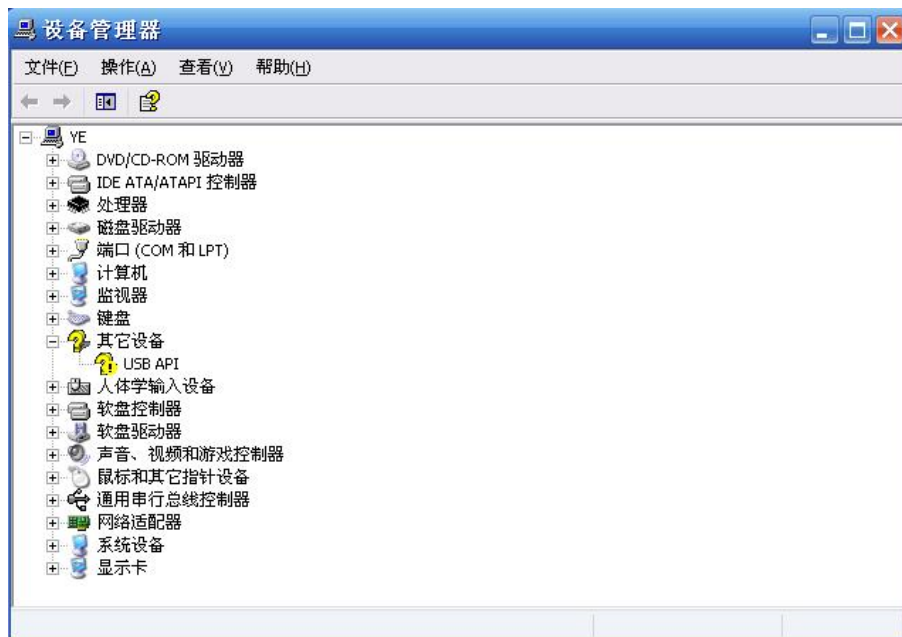 设备管理器
文件(F) 操作(A) 查看(V) 帮助(H)
YE
DVD/CD-ROM 驱动器
IDE ATA/ATAPI 控制器
处理器
磁盘驱动器
端口 (COM 和 LPT)
计算机
监视器
键盘
其它设备
USB API
人体学输入设备
软盘控制器
软盘驱动器
声音、视频和游戏控制器
鼠标和其它指针设备
通用串行总线控制器
网络适配器
系统设备
显示卡